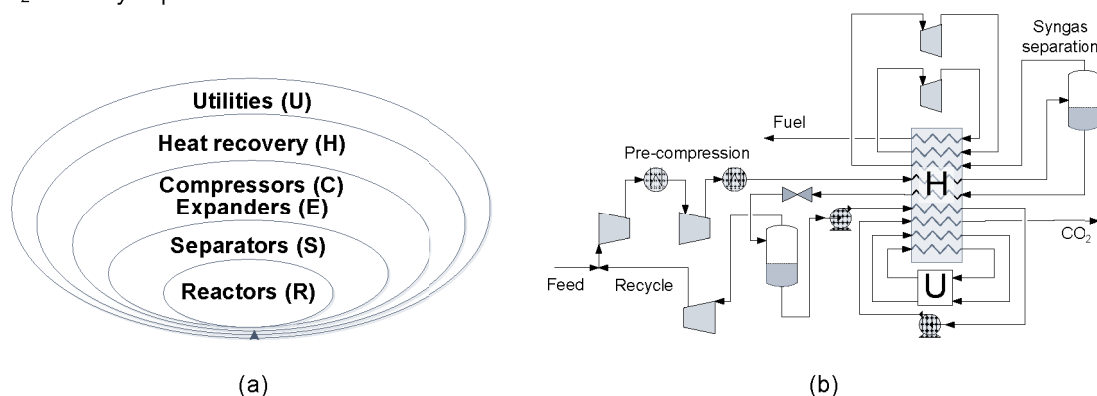 Utilities (U)
Heat recovery (H)
Compressors (C)
Expanders (E)
Separators (S)
Reactors (R)
(a)
Syngas
separation
Fuel
Pre-compression
H
CO2
Feed
Recycle
U
(b)